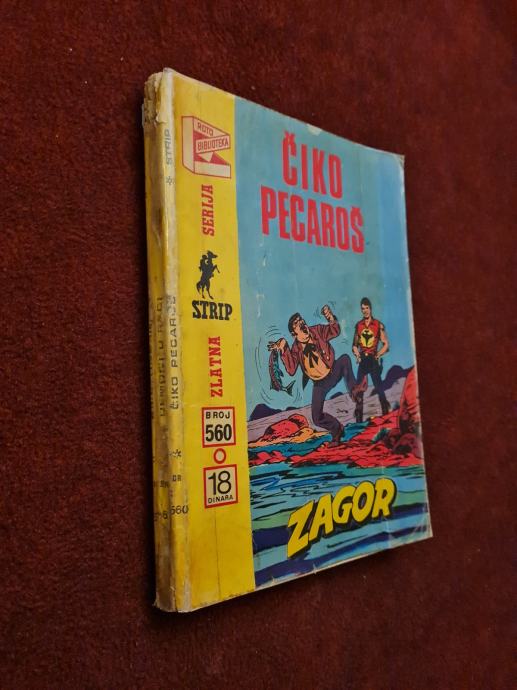 ROTO
BIBLIOTEKA
SERIJA
STRIP
ZLATNA
BROJ
560
18
DINARA
ČIKO
PECAROŠ
ZAGOR
* STRIP
ČIKO PECAROŠ
560